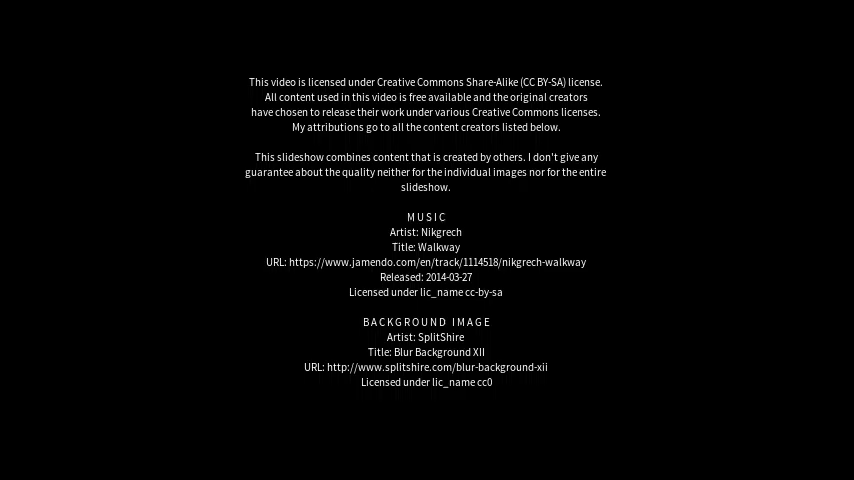 This video is licensed under Creative Commons Share-Alike (CC BY-SA) license.
All content used in this video is free available and the original creators
have chosen to release their work under various Creative Commons licenses.
My attributions go to all the content creators listed below.
This slideshow combines content that is created by others. I don't give any
guarantee about the quality neither for the individual images nor for the entire
slideshow.
MUSIC
Artist: Nikgrech
Title: Walkway
URL: https://www.jamendo.com/en/track/1114518/nikgrech-walkway
Released: 2014-03-27
Licensed under lic_name cc-by-sa
BACKGROUND IMAGE
Artist: SplitShire
Title: Blur Background XII
URL: http://www.splitshire.com/blur-background-xii
Licensed under lic_name cc0